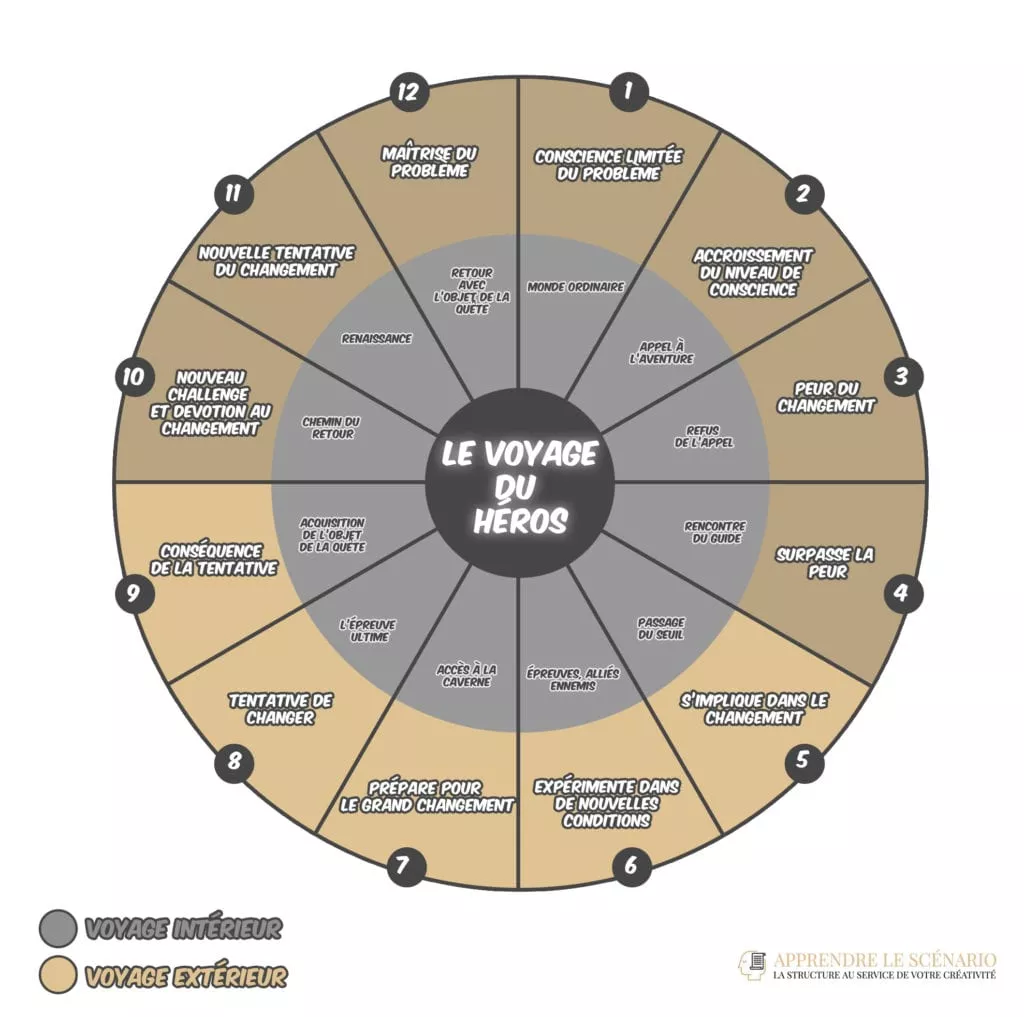 LE VOYAGE
DU
HÉROS
1
CONSCIENCE LIMITÉE
DU PROBLÈME
MONDE ORDINAIRE
2
ACCROISSEMENT
DU NIVEAU DE
CONSCIENCE
APPEL À
L'AVENTURE
3
PEUR DU
CHANGEMENT
REFUS
DE L'APPEL
4
SURPASSE LA
PEUR
RENCONTRE
DU GUIDE
5
S'IMPLIQUE DANS LE
CHANGEMENT
PASSAGE
DU SEUIL
6
EXPÉRIMENTE DANS
DE NOUVELLES
CONDITIONS
ÉPREUVES, ALLIÉS
ENNEMIS
7
PRÉPARE POUR
LE GRAND CHANGEMENT
ACCÈS À LA
CAVERNE
8
TENTATIVE DE
CHANGER
L'ÉPREUVE
ULTIME
9
CONSÉQUENCE
DE LA TENTATIVE
ACQUISITION
DE L'OBJET
DE LA QUÊTE
10
NOUVEAU
CHALLENGE
ET DEVOTION AU
CHANGEMENT
CHEMIN DU
RETOUR
11
NOUVELLE TENTATIVE
DU CHANGEMENT
RENAISSANCE
12
MAÎTRISE DU
PROBLÈME
RETOUR
AVEC
L'OBJET DE LA
QUÊTE
VOYAGE INTÉRIEUR
VOYAGE EXTÉRIEUR
APPRENDRE LE SCÉNARIO
LA STRUCTURE AU SERVICE DE VOTRE CRÉATIVITÉ